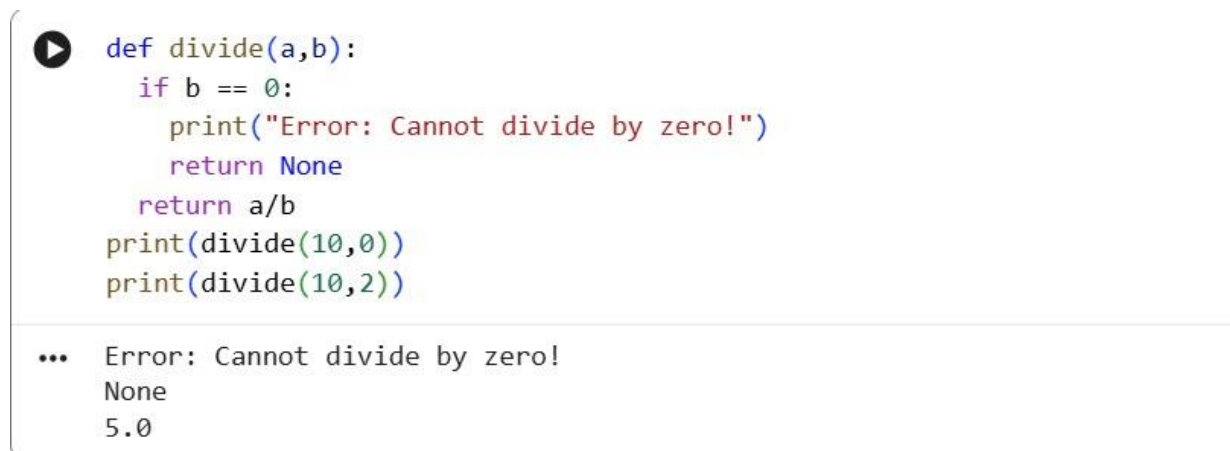 def divide(a,b):
  if b == 0:
    print("Error: Cannot divide by zero!")
    return None
  return a/b
print(divide(10,0))
print(divide(10,2))
Error: Cannot divide by zero!
None
5.0